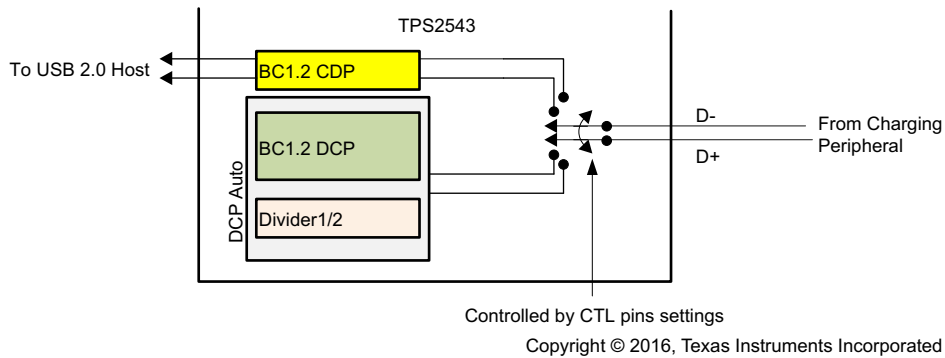 TPS2543
To USB 2.0 Host
BC1.2 CDP
BC1.2 DCP
DCP Auto
Divider1/2
D-
D+
From Charging
Peripheral
Controlled by CTL pins settings
Copyright © 2016, Texas Instruments Incorporated